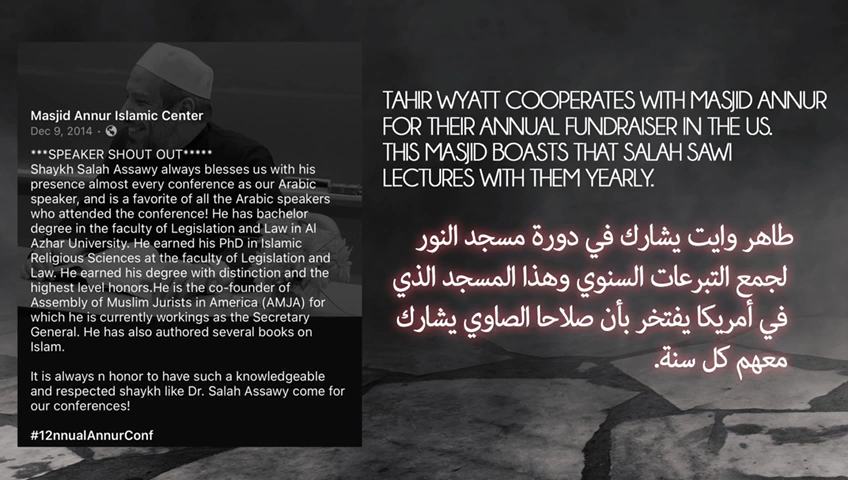 Masjid Annur Islamic Center
Dec 9, 2014 ·
***SPEAKER SHOUT OUT*****
Shaykh Salah Assawy always blesses us with his
presence almost every conference as our Arabic
speaker, and is a favorite of all the Arabic speakers
who attended the conference! He has bachelor
degree in the faculty of Legislation and Law in Al
Azhar University. He earned his PhD in Islamic
Religious Sciences at the faculty of Legislation and
Law. He earned his degree with distinction and the
highest level honors.He is the co-founder of
Assembly of Muslim Jurists in America (AMJA) for
which he is currently workings as the Secretary
General. He has also authored several books on
Islam.
It is always n honor to have such a knowledgeable
and respected shaykh like Dr. Salah Assawy come for
our conferences!
#12nnualAnnurConf
TAHIR WYATT COOPERATES WITH MASJID ANNUR
FOR THEIR ANNUAL FUNDRAISER IN THE US.
THIS MASJID BOASTS THAT SALAH SAWI
LECTURES WITH THEM YEARLY.
طاهر وايت يشارك في دورة مسجد النور
لجمع التبرعات السنوي وهذا المسجد الذي
في أمريكا يفتخر بأن صلاحا الصاوي يشارك
معهم كل سنة.